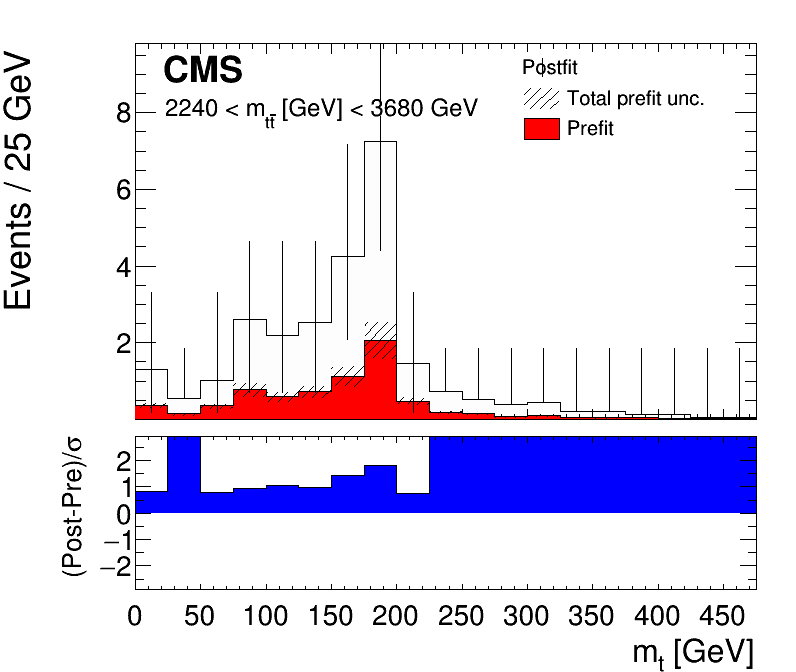 CMS
2240 < m_tt̄ [GeV] < 3680 GeV
Postfit
Total prefit unc.
Prefit
Events / 25 GeV
8
6
4
2
(Post-Pre)/σ
2
1
0
−1
−2
0 50 100 150 200 250 300 350 400 450
m_t [GeV]